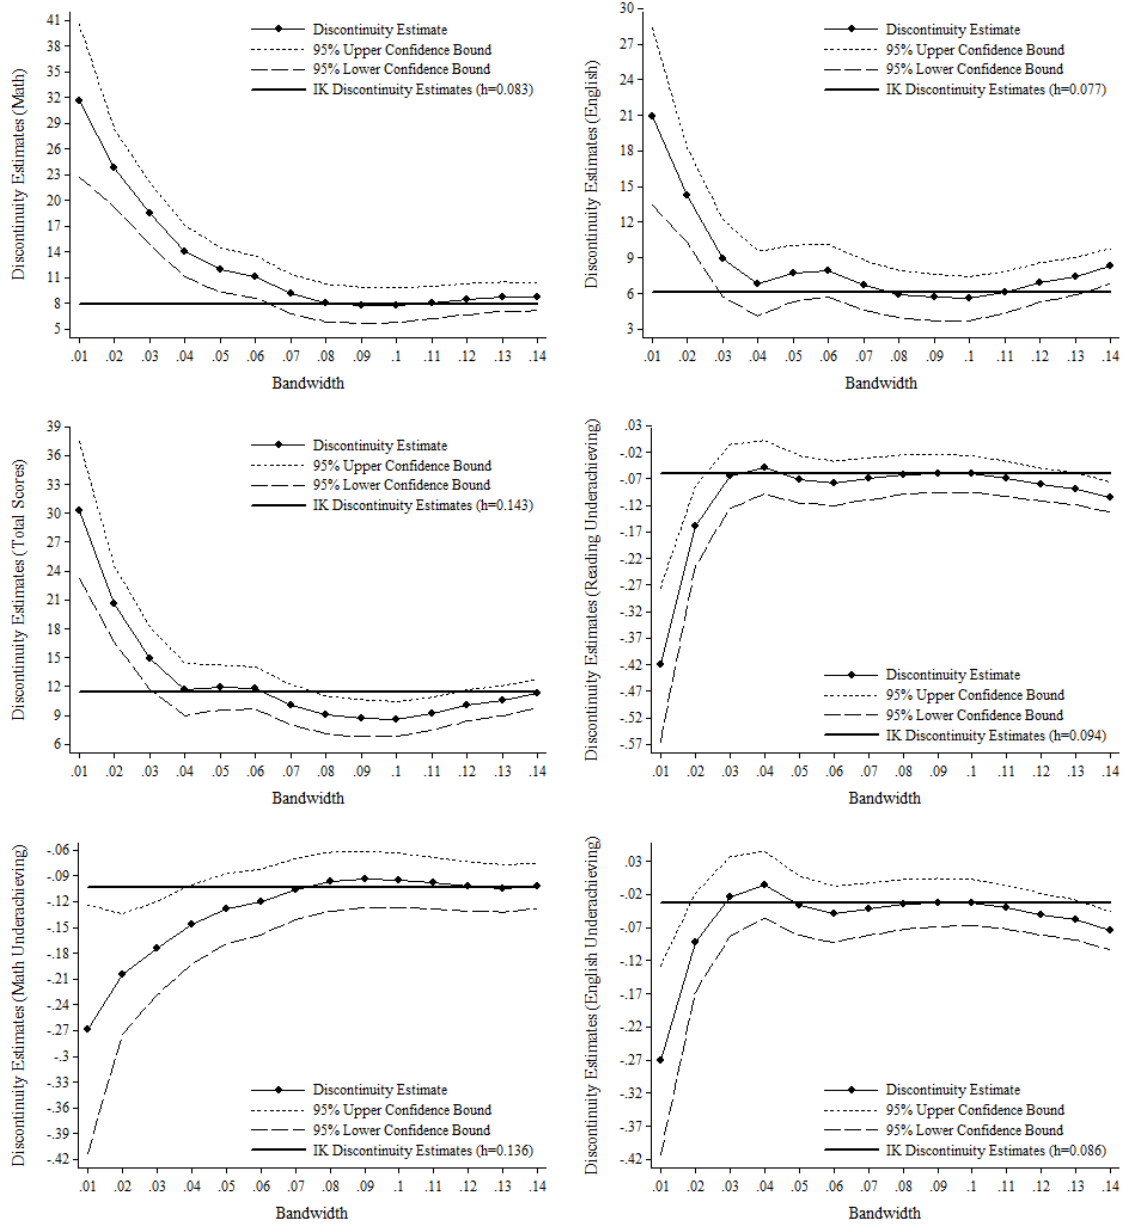 Discontinuity Estimates (Math)
41
38
35
32
29
26
23
20
17
14
11
8
5
Discontinuity Estimate
95% Upper Confidence Bound
95% Lower Confidence Bound
IK Discontinuity Estimates (h=0.083)
.01 .02 .03 .04 .05 .06 .07 .08 .09 .1 .11 .12 .13 .14
Bandwidth
Discontinuity Estimates (English)
30
27
24
21
18
15
12
9
6
3
Discontinuity Estimate
95% Upper Confidence Bound
95% Lower Confidence Bound
IK Discontinuity Estimates (h=0.077)
.01 .02 .03 .04 .05 .06 .07 .08 .09 .1 .11 .12 .13 .14
Bandwidth
Discontinuity Estimates (Total Scores)
39
36
33
30
27
24
21
18
15
12
9
6
Discontinuity Estimate
95% Upper Confidence Bound
95% Lower Confidence Bound
IK Discontinuity Estimates (h=0.143)
.01 .02 .03 .04 .05 .06 .07 .08 .09 .1 .11 .12 .13 .14
Bandwidth
Discontinuity Estimates (Reading Underachieving)
.03
-.02
-.07
-.12
-.17
-.22
-.27
-.32
-.37
-.42
-.47
-.52
-.57
Discontinuity Estimate
95% Upper Confidence Bound
95% Lower Confidence Bound
IK Discontinuity Estimates (h=0.094)
.01 .02 .03 .04 .05 .06 .07 .08 .09 .1 .11 .12 .13 .14
Bandwidth
Discontinuity Estimates (Math Underachieving)
-.06
-.09
-.12
-.15
-.18
-.21
-.24
-.27
-.3
-.33
-.36
-.39
-.42
Discontinuity Estimate
95% Upper Confidence Bound
95% Lower Confidence Bound
IK Discontinuity Estimates (h=0.136)
.01 .02 .03 .04 .05 .06 .07 .08 .09 .1 .11 .12 .13 .14
Bandwidth
Discontinuity Estimates (English Underachieving)
.03
-.02
-.07
-.12
-.17
-.22
-.27
-.32
-.37
-.42
Discontinuity Estimate
95% Upper Confidence Bound
95% Lower Confidence Bound
IK Discontinuity Estimates (h=0.086)
.01 .02 .03 .04 .05 .06 .07 .08 .09 .1 .11 .12 .13 .14
Bandwidth